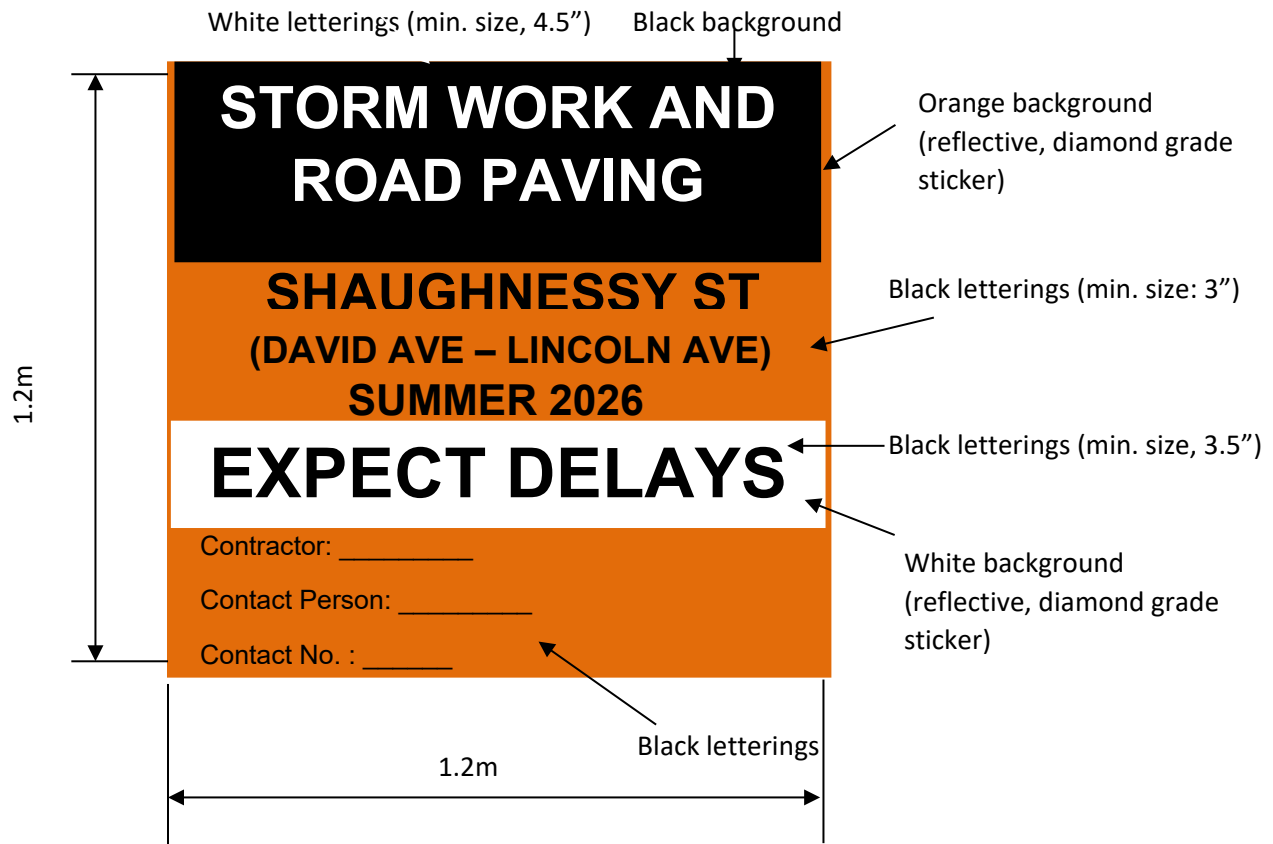 White letterings (min. size, 4.5”) Black background
STORM WORK AND
ROAD PAVING
Orange background
(reflective, diamond grade
sticker)
SHAUGHNESSY ST
Black letterings (min. size: 3”)
(DAVID AVE – LINCOLN AVE)
SUMMER 2026
1.2m
EXPECT DELAYS
Black letterings (min. size, 3.5”)
Contractor: _________
Contact Person: _________
Contact No. : ______
White background
(reflective, diamond grade
sticker)
Black letterings
1.2m